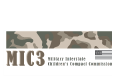 MIC3 Military Interstate
Children's Compact Commission